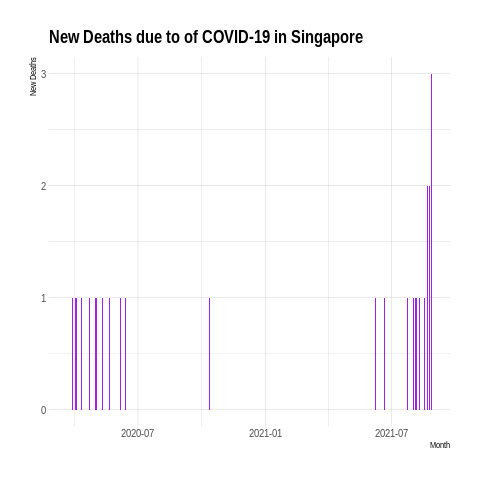 New Deaths due to of COVID-19 in Singapore
New Deaths
3
2
1
0
2020-07
2021-01
2021-07
Month